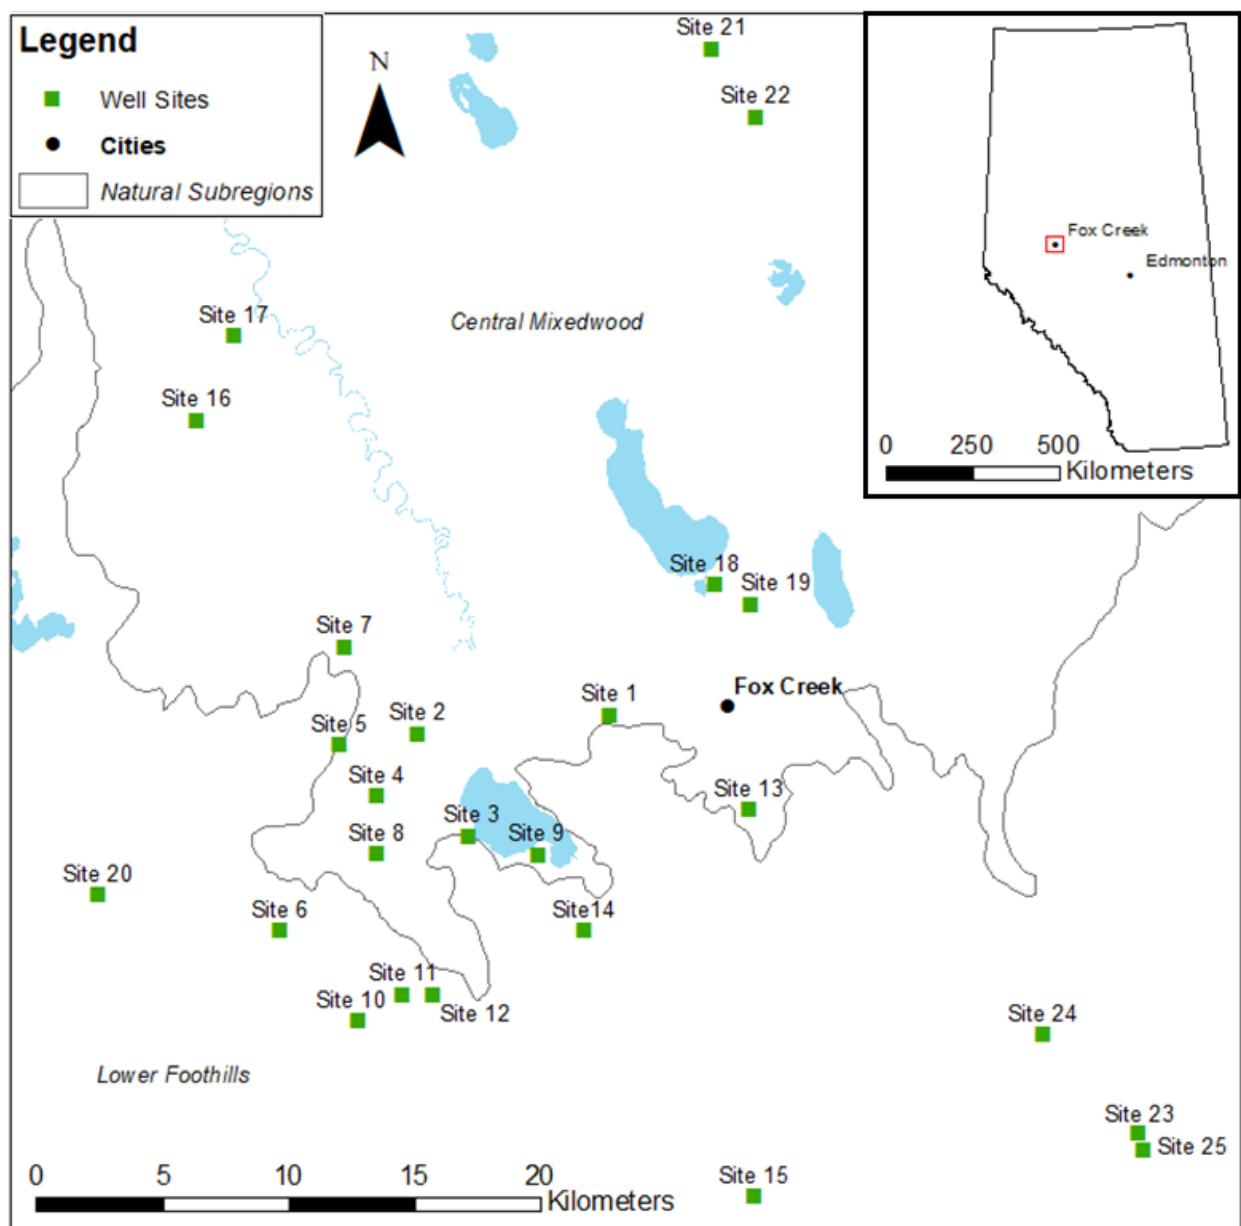 Legend
Well Sites
Cities
Natural Subregions
N
Site 21
Site 22
Fox Creek
Edmonton
0 250 500
Kilometers
Site 17
Central Mixedwood
Site 16
Site 18
Site 19
Site 7
Fox Creek
Site 1
Site 2
Site 5
Site 4
Site 13
Site 3
Site 9
Site 8
Site 20
Site 6
Site14
Site 11
Site 10
Site 12
Site 24
Lower Foothills
Site 23
Site 25
Site 15
0 5 10 15 20
Kilometers